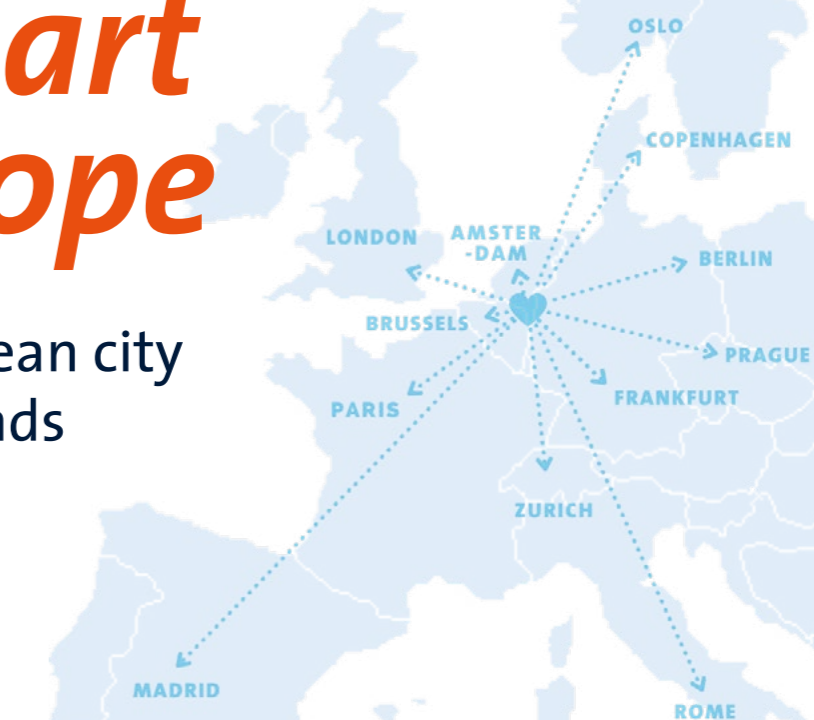 art
ope
ean city
nds
OSLO
COPENHAGEN
LONDON
AMSTER
-DAM
BERLIN
BRUSSELS
PRAGUE
FRANKFURT
PARIS
ZURICH
MADRID
ROME